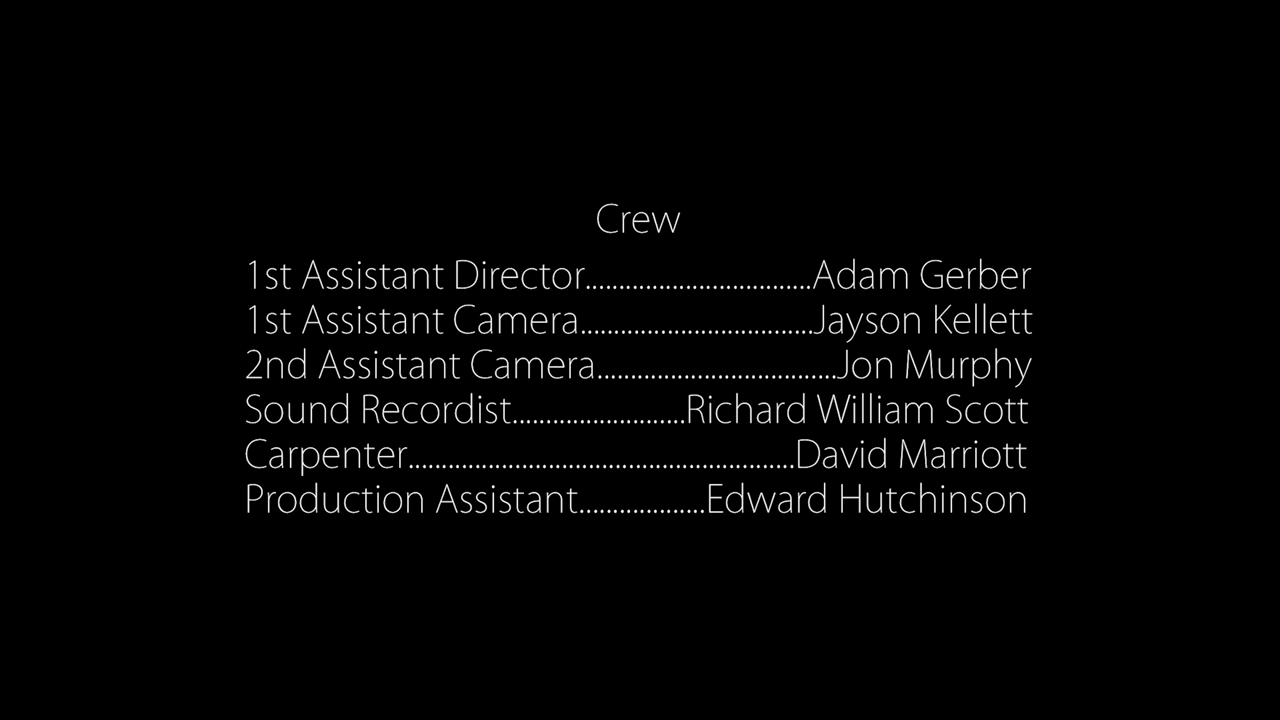 Crew
1st Assistant Director..................................Adam Gerber
1st Assistant Camera...................................Jayson Kellett
2nd Assistant Camera....................................Jon Murphy
Sound Recordist..........................Richard William Scott
Carpenter..........................................................David Marriott
Production Assistant...................Edward Hutchinson